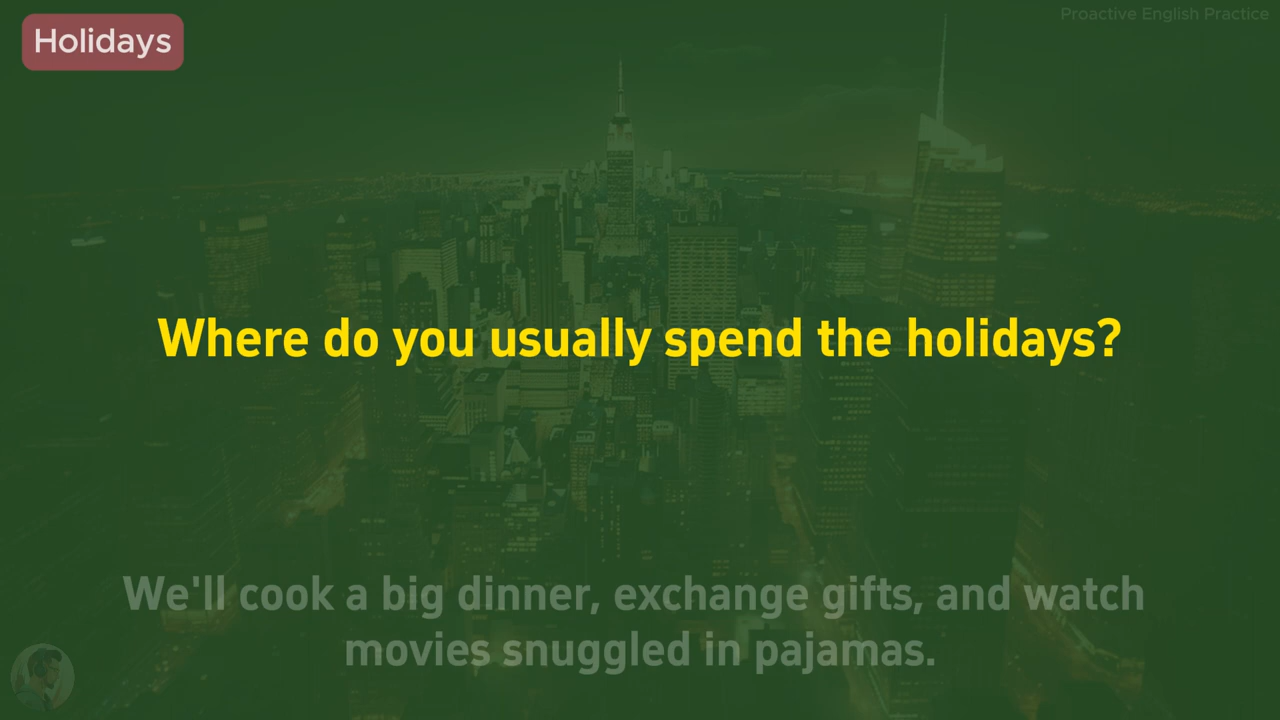 Holidays
Proactive English Practice
Where do you usually spend the holidays?
We'll cook a big dinner, exchange gifts, and watch
movies snuggled in pajamas.